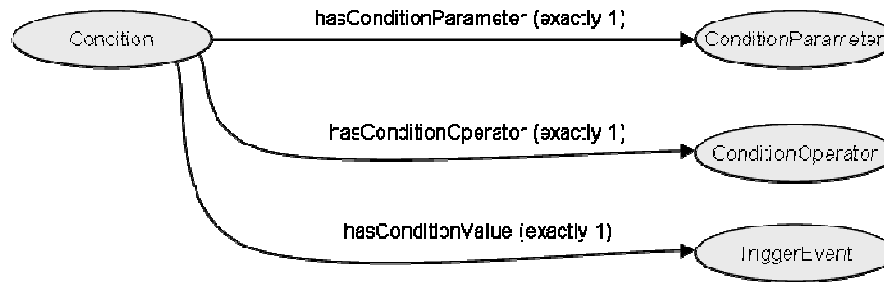 hasConditionParameter (exactly 1)
Condition
ConditionParameter
hasConditionOperator (exactly 1)
ConditionOperator
hasConditionValue (exactly 1)
TriggerEvent